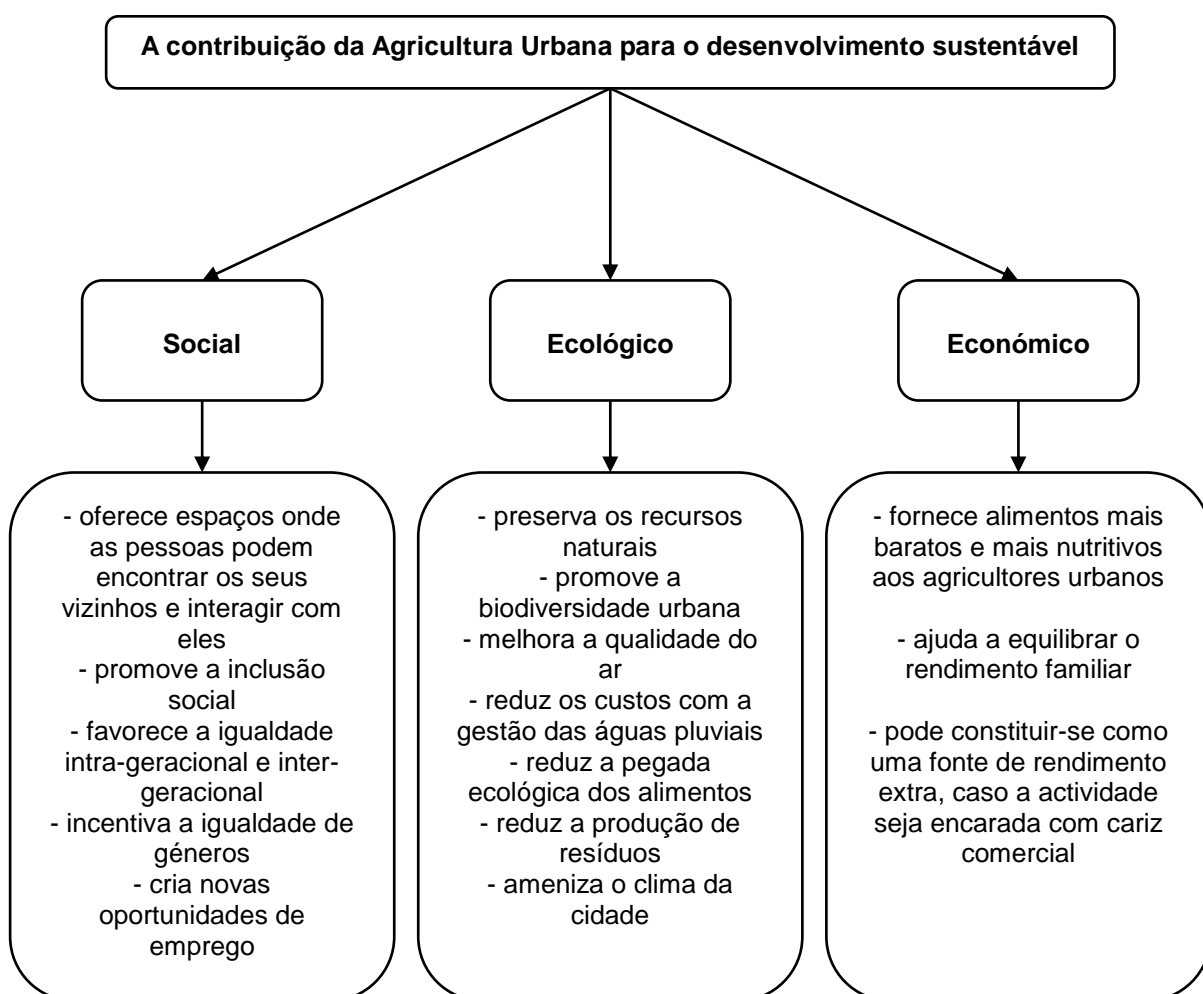 A contribuição da Agricultura Urbana para o desenvolvimento sustentável
Social
Ecológico
Económico
- oferece espaços onde
as pessoas podem
encontrar os seus
vizinhos e interagir com
eles
- promove a inclusão
social
- favorece a igualdade
intra-geracional e inter-
geracional
- incentiva a igualdade de
géneros
- cria novas
oportunidades de
emprego
- preserva os recursos
naturais
- promove a
biodiversidade urbana
- melhora a qualidade do
ar
- reduz os custos com a
gestão das águas pluviais
- reduz a pegada
ecológica dos alimentos
- reduz a produção de
resíduos
- ameniza o clima da
cidade
- fornece alimentos mais
baratos e mais nutritivos
aos agricultores urbanos
- ajuda a equilibrar o
rendimento familiar
- pode constituir-se como
uma fonte de rendimento
extra, caso a actividade
seja encarada com cariz
comercial